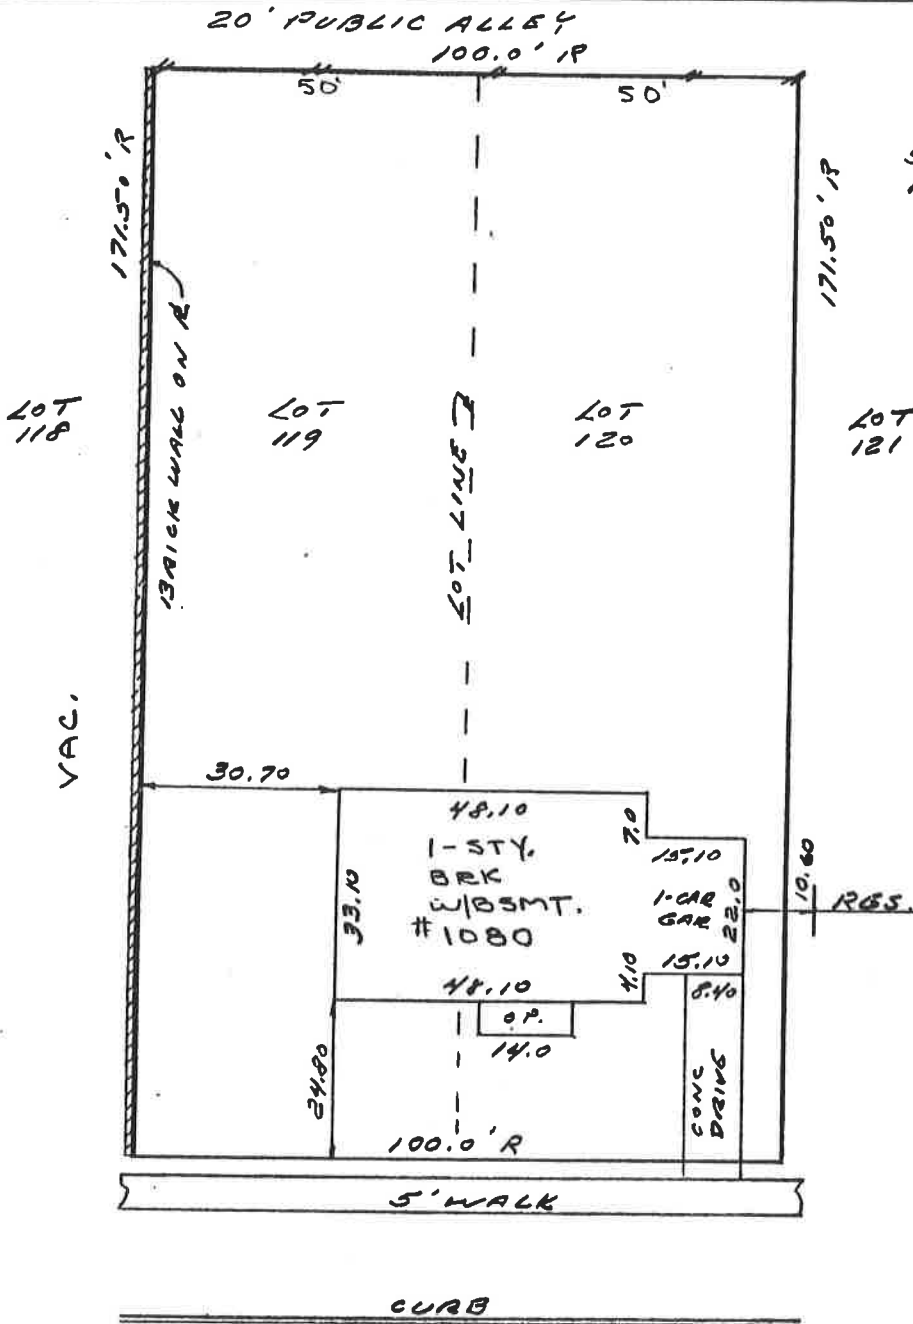 20' PUBLIC ALLEY
100.0' R
50'
50'
171.50' R
171.50' R
BRICK WALL ON ℞
LOT
118
LOT
119
LOT LINE
LOT
120
LOT
121
VAC.
30.70
48.10
7.0
15.10
1-STY.
BRK
W/BSMT.
#1080
33.10
1-CAR
GAR
22.0
10.60
RES.
48.10
4.10
15.10
8.40
O.P.
14.0
24.80
CONC
DRIVE
100.0' R
5' WALK
CURB